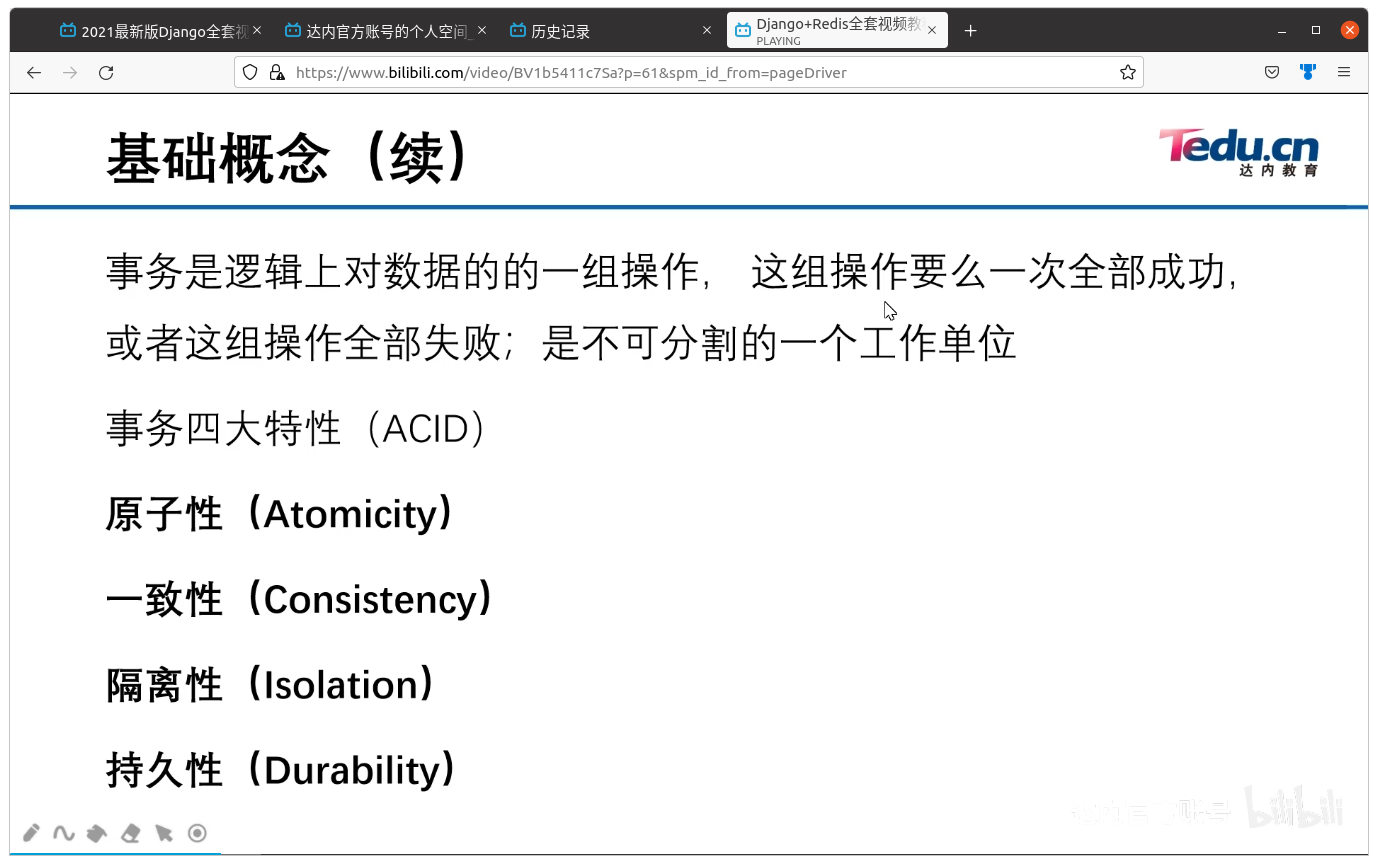 2021最新版Django全套视
达内官方账号的个人空间_
历史记录
Django+Redis全套视频教
PLAYING
https://www.bilibili.com/video/BV1b5411c7Sa?p=61&spm_id_from=pageDriver
基础概念（续）
Tedu.cn
达内教育
事务是逻辑上对数据的的一组操作， 这组操作要么一次全部成功，
或者这组操作全部失败；是不可分割的一个工作单位
事务四大特性（ACID）
原子性（Atomicity）
一致性（Consistency）
隔离性（Isolation）
持久性（Durability）
bilibili